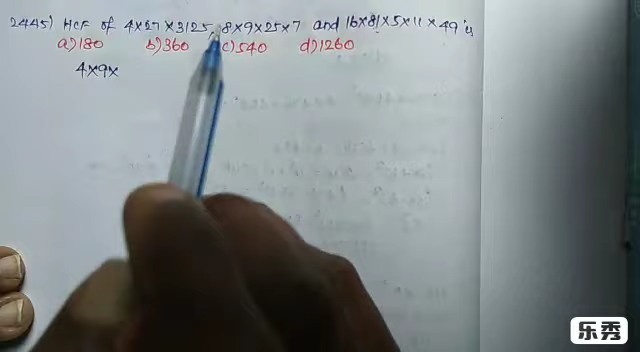 2445) HCF of 4×27×3125, 8×9×25×7 and 16×81×5×11×49 is
a) 180 b) 360 c) 540 d) 1260
4×9×
乐秀